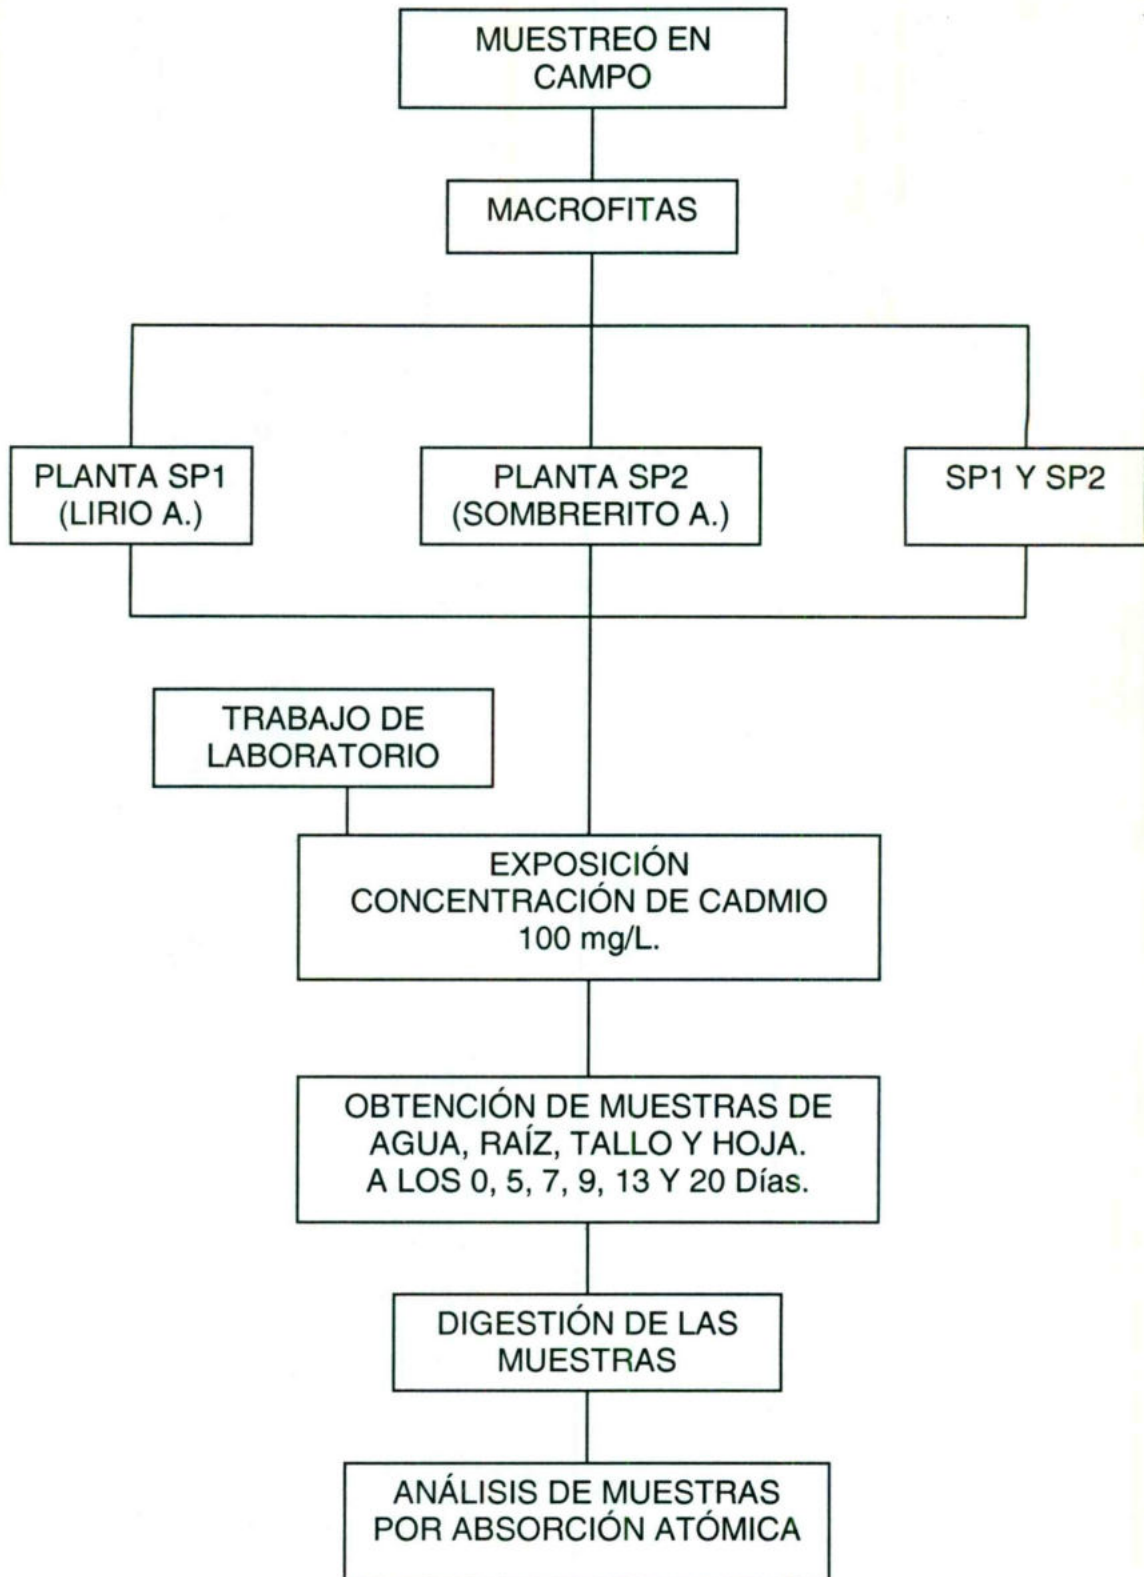 MUESTREO EN
CAMPO
MACROFITAS
PLANTA SP1
(LIRIO A.)
PLANTA SP2
(SOMBRERITO A.)
SP1 Y SP2
TRABAJO DE
LABORATORIO
EXPOSICIÓN
CONCENTRACIÓN DE CADMIO
100 mg/L.
OBTENCIÓN DE MUESTRAS DE
AGUA, RAÍZ, TALLO Y HOJA.
A LOS 0, 5, 7, 9, 13 Y 20 Días.
DIGESTIÓN DE LAS
MUESTRAS
ANÁLISIS DE MUESTRAS
POR ABSORCIÓN ATÓMICA